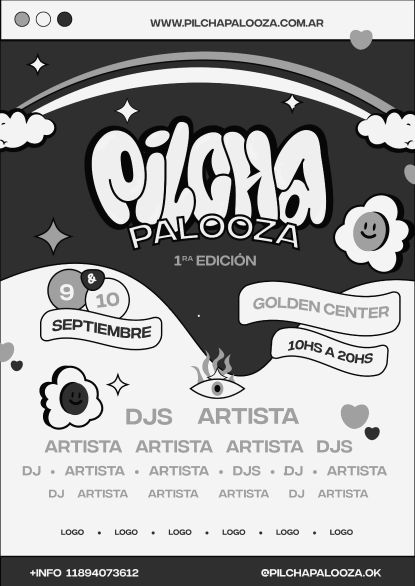 WWW.PILCHAPALOOZA.COM.AR
PILCHA
PALOOZA
1RA EDICIÓN
9 & 10
SEPTIEMBRE
GOLDEN CENTER
10HS A 20HS
DJS ARTISTA
ARTISTA ARTISTA ARTISTA DJS
DJ • ARTISTA • ARTISTA • DJS • DJ • ARTISTA
DJ ARTISTA ARTISTA ARTISTA DJ ARTISTA
LOGO • LOGO • LOGO • LOGO • LOGO • LOGO
+INFO 11894073612
@PILCHAPALOOZA.OK